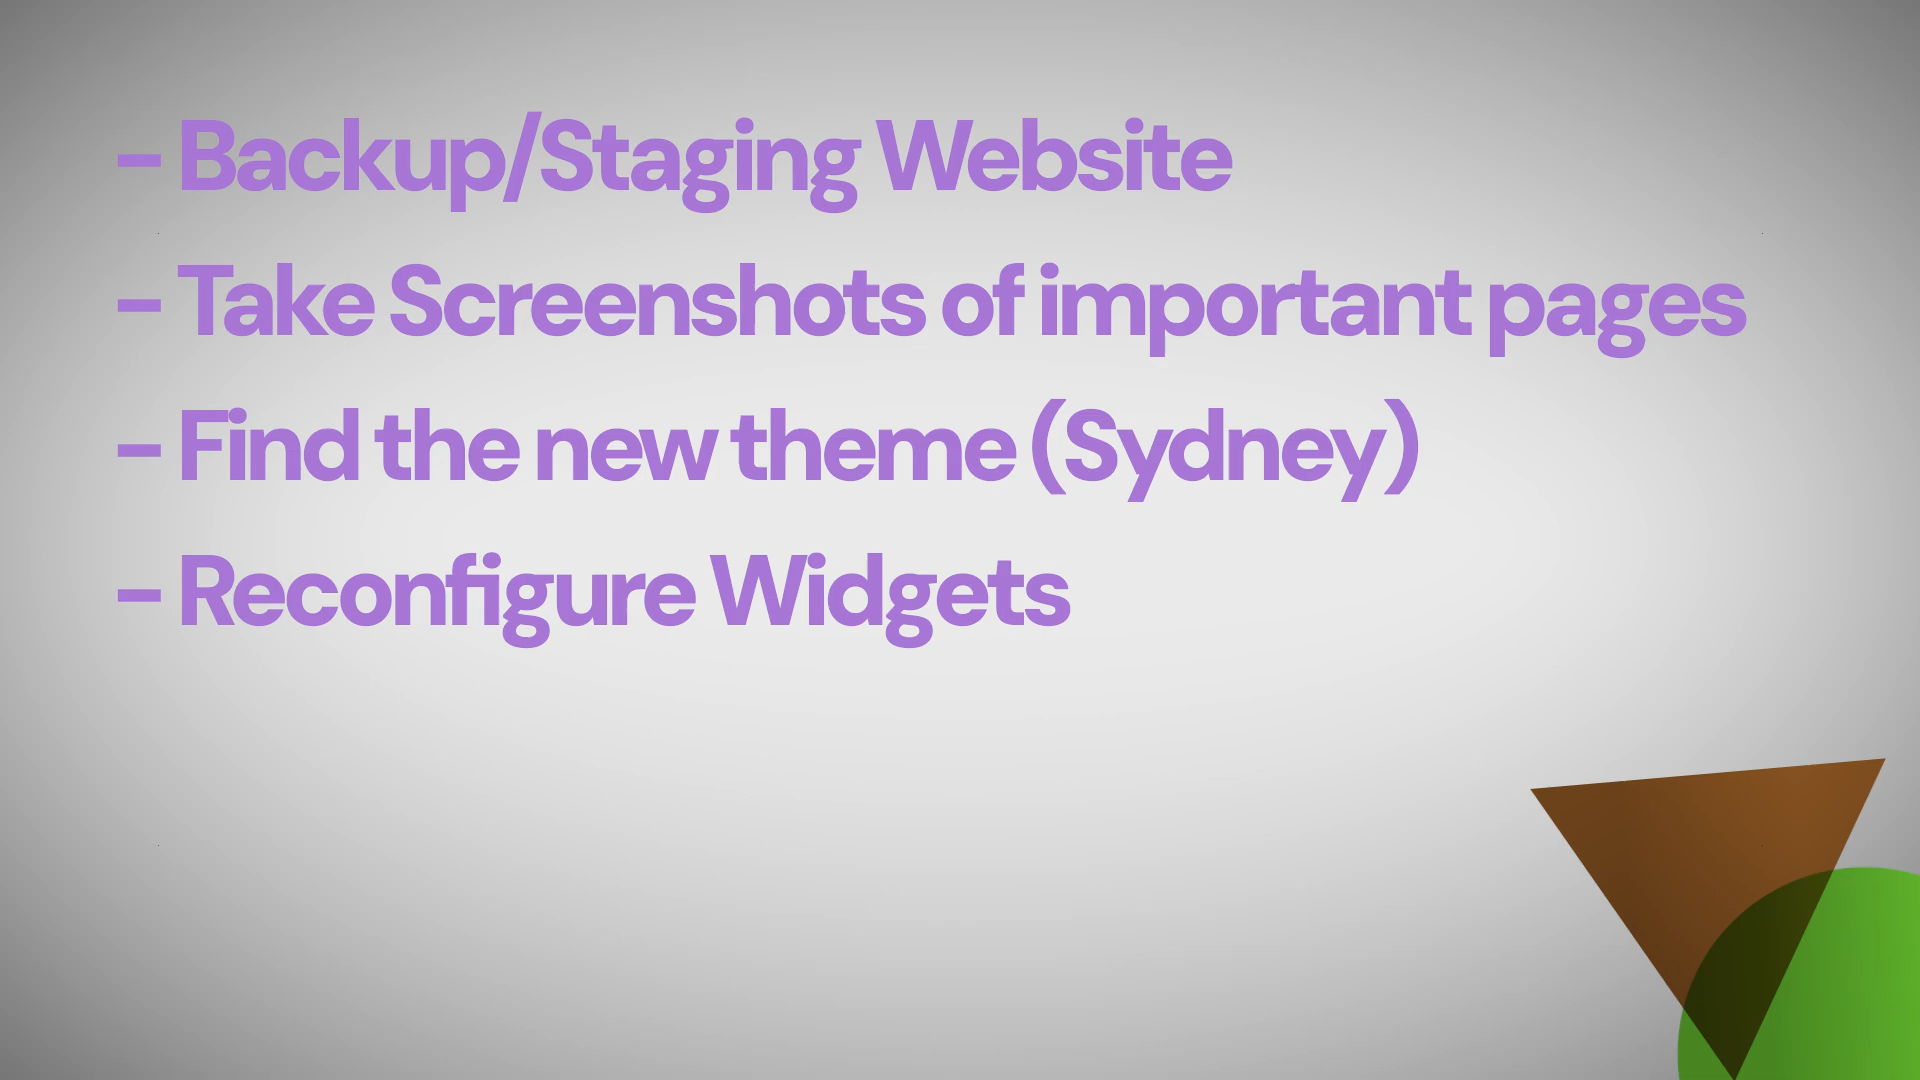 - Backup/Staging Website
- Take Screenshots of important pages
- Find the new theme (Sydney)
- Reconfigure Widgets